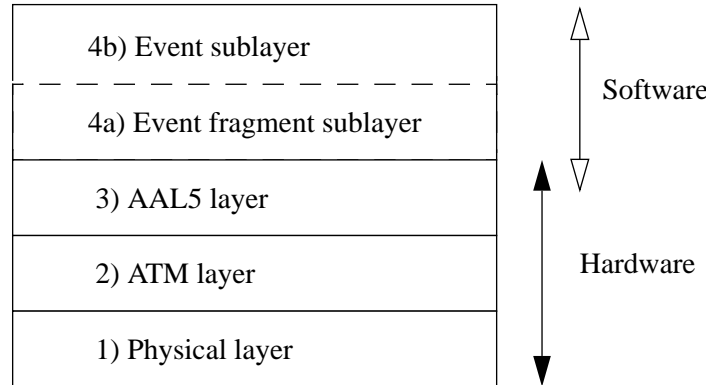 4b) Event sublayer
Software
4a) Event fragment sublayer
3) AAL5 layer
2) ATM layer
Hardware
1) Physical layer